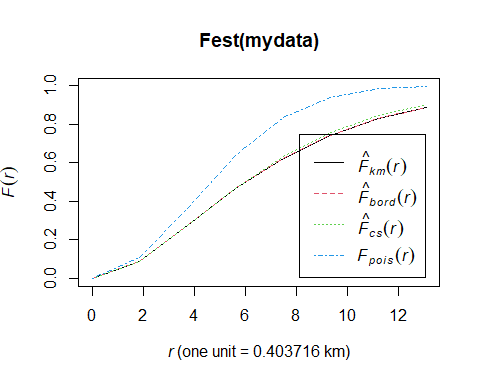 Fest(mydata)
F(r)
0.0 0.2 0.4 0.6 0.8 1.0
F̂km(r)
F̂bord(r)
F̂cs(r)
Fpois(r)
0 2 4 6 8 10 12
r (one unit = 0.403716 km)